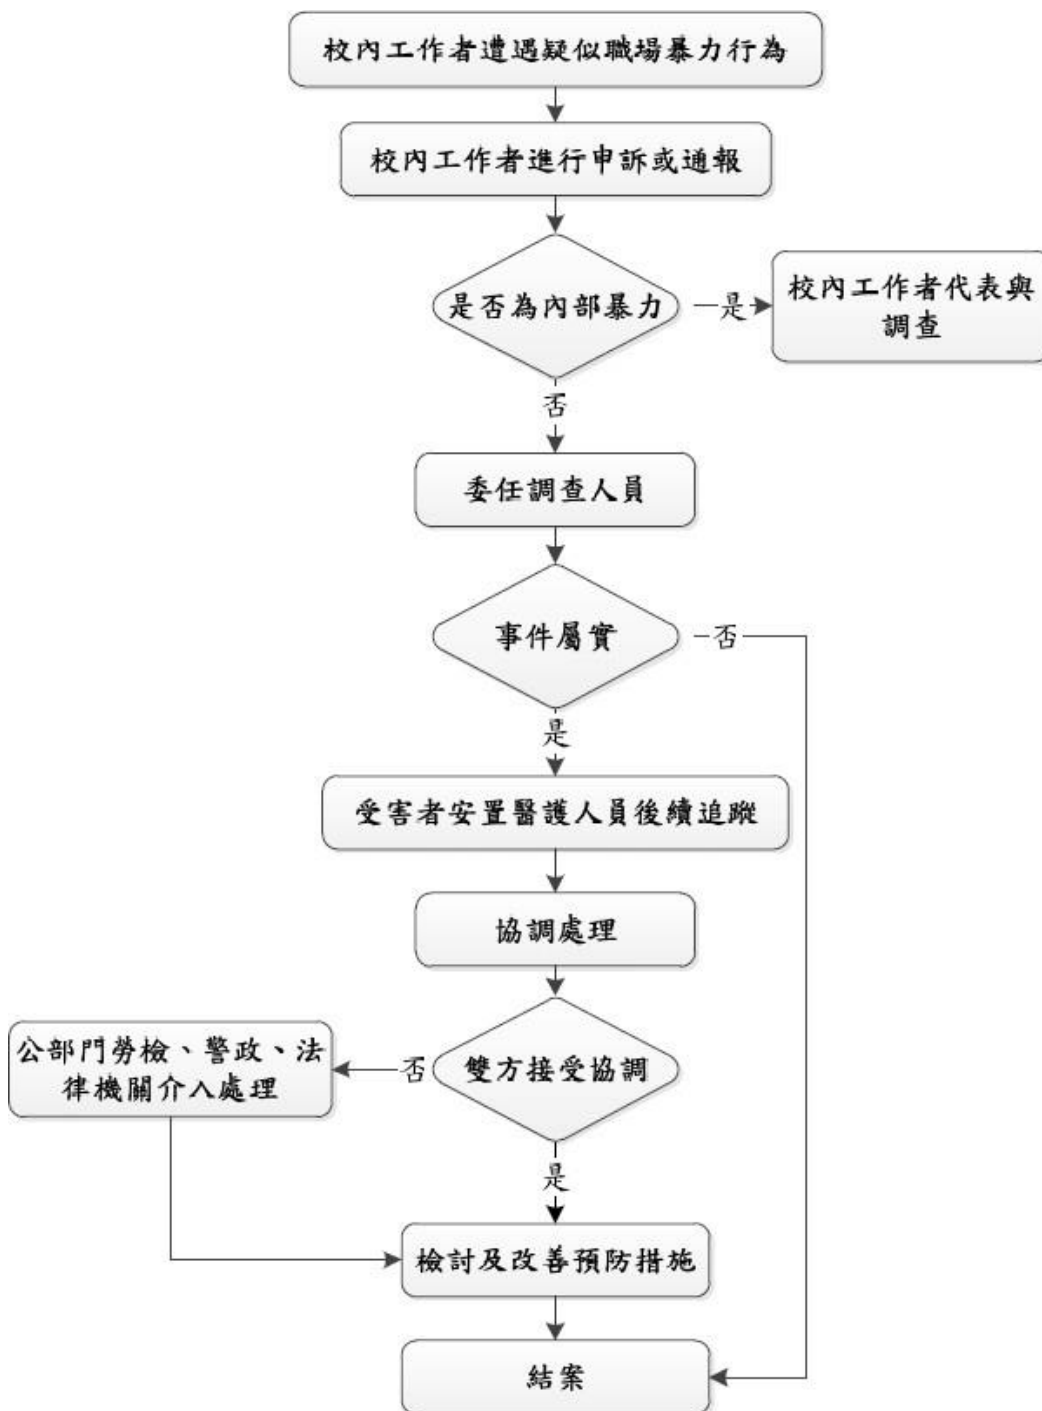 校內工作者遭遇疑似職場暴力行為
校內工作者進行申訴或通報
是否為內部暴力
是
校內工作者代表與
調查
否
委任調查人員
事件屬實
否
是
受害者安置醫護人員後續追蹤
協調處理
雙方接受協調
否
公部門勞檢、警政、法
律機關介入處理
是
檢討及改善預防措施
結案